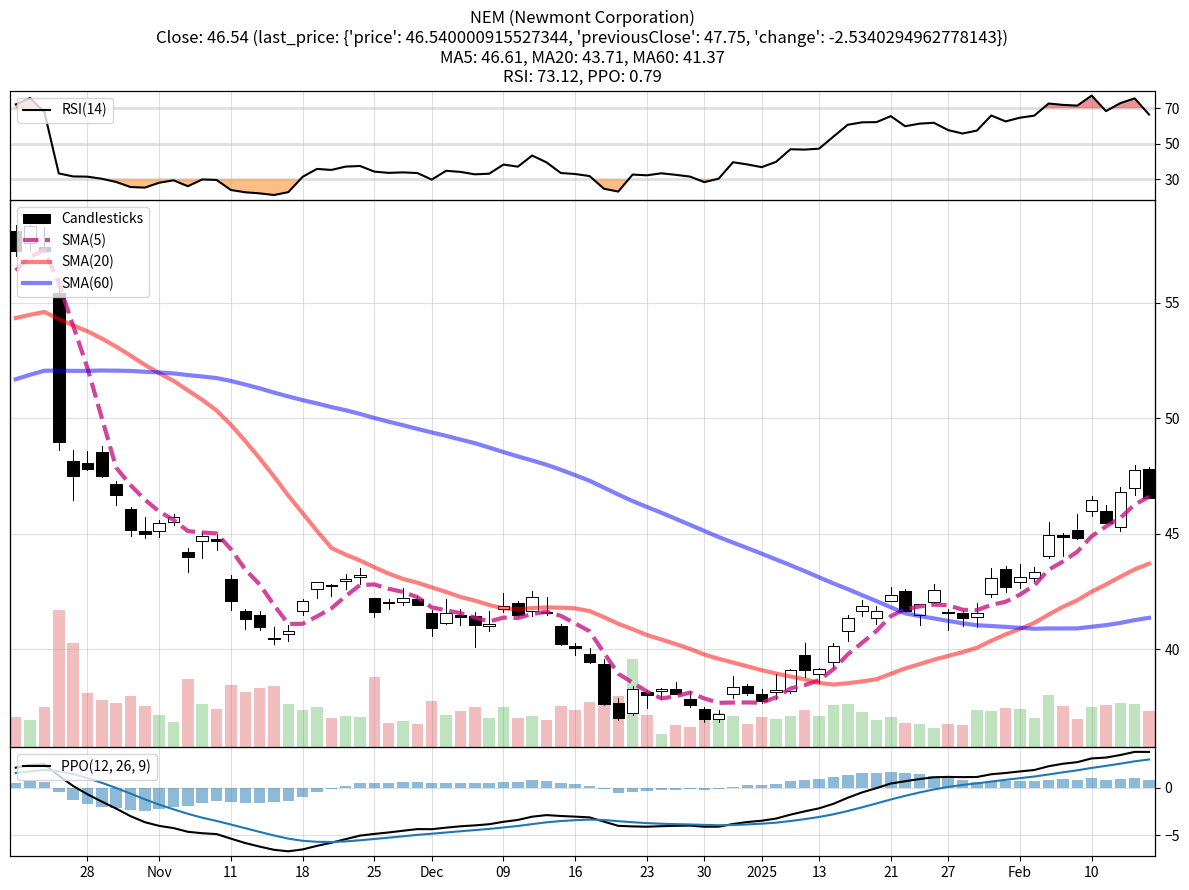 NEM (Newmont Corporation)
Close: 46.54 (last_price: {'price': 46.540000915527344, 'previousClose': 47.75, 'change': -2.5340294962778143})
MA5: 46.61, MA20: 43.71, MA60: 41.37
RSI: 73.12, PPO: 0.79
RSI(14)
70
50
30
Candlesticks
SMA(5)
SMA(20)
SMA(60)
55
50
45
40
PPO(12, 26, 9)
0
−5
28 Nov 11 18 25 Dec 09 16 23 30 2025 13 21 27 Feb 10